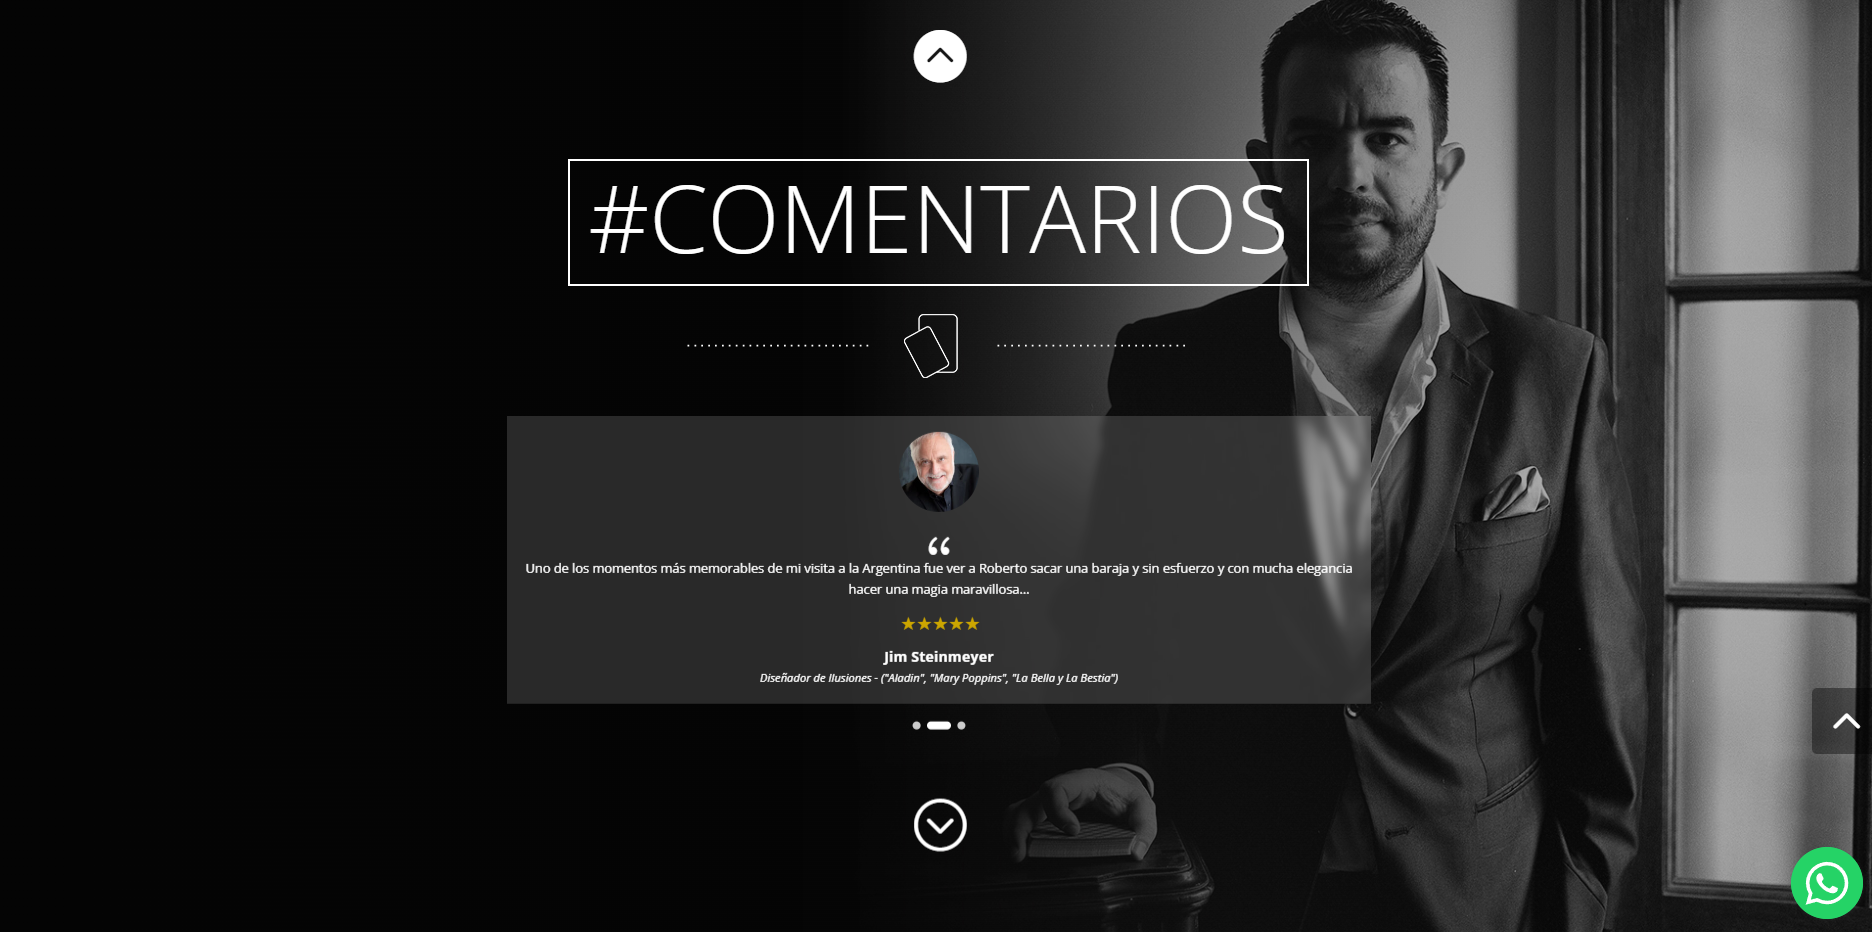 #COMENTARIOS
“
Uno de los momentos más memorables de mi visita a la Argentina fue ver a Roberto sacar una baraja y sin esfuerzo y con mucha elegancia
hacer una magia maravillosa...
★★★★★
Jim Steinmeyer
Diseñador de Ilusiones - ("Aladin", "Mary Poppins", "La Bella y La Bestia")